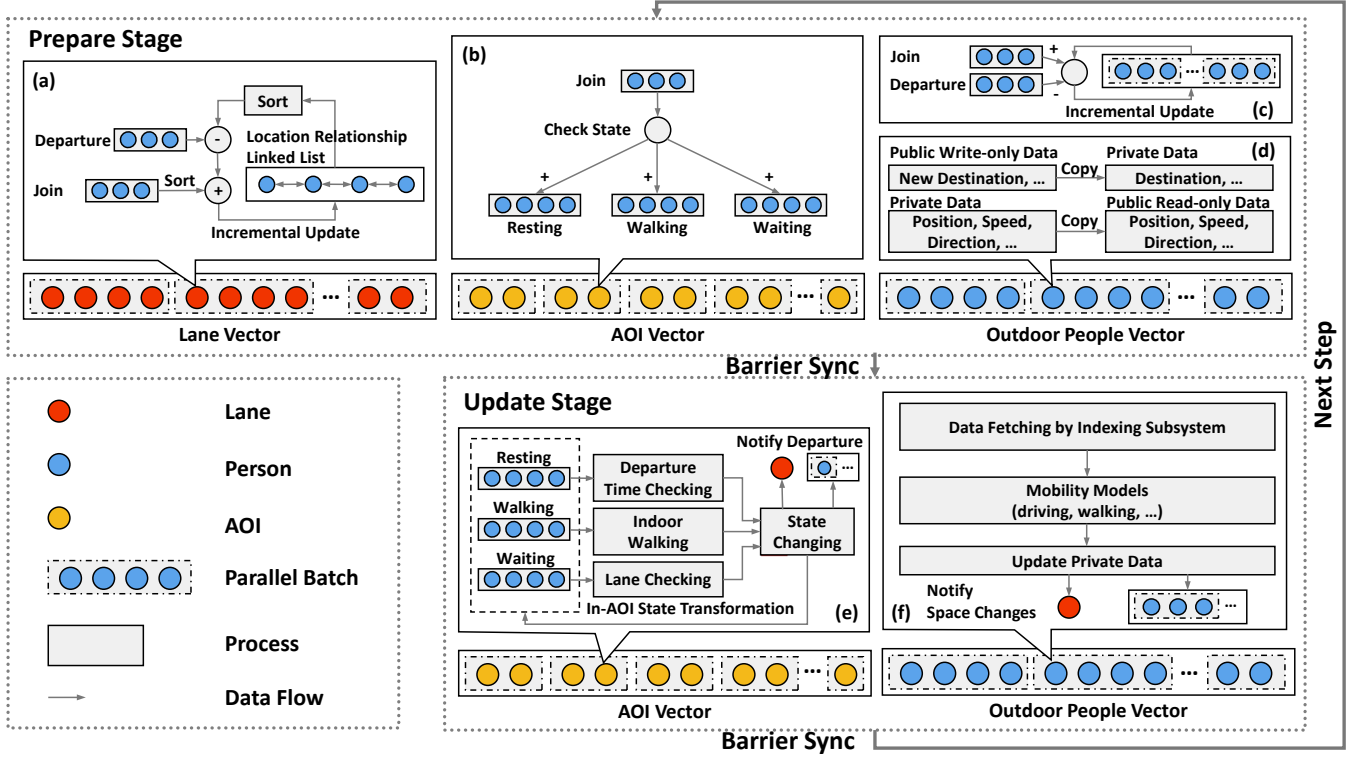 Prepare Stage
(a)
Sort
Departure
-
Location Relationship
Linked List
Join
Sort
+
Incremental Update
Lane Vector
(b)
Join
Check State
+
+
+
Resting
Walking
Waiting
AOI Vector
Join
+
Departure
-
Incremental Update
(c)
Public Write-only Data
Private Data
(d)
New Destination, ...
Copy
Destination, ...
Private Data
Public Read-only Data
Position, Speed,
Direction, ...
Copy
Position, Speed,
Direction, ...
Outdoor People Vector
Barrier Sync
Next Step
Lane
Person
AOI
Parallel Batch
Process
Data Flow
Update Stage
Resting
Walking
Waiting
Departure
Time Checking
Indoor
Walking
Lane Checking
Notify Departure
State
Changing
In-AOI State Transformation
(e)
AOI Vector
Data Fetching by Indexing Subsystem
Mobility Models
(driving, walking, ...)
Update Private Data
Notify
Space Changes
(f)
Outdoor People Vector
Barrier Sync